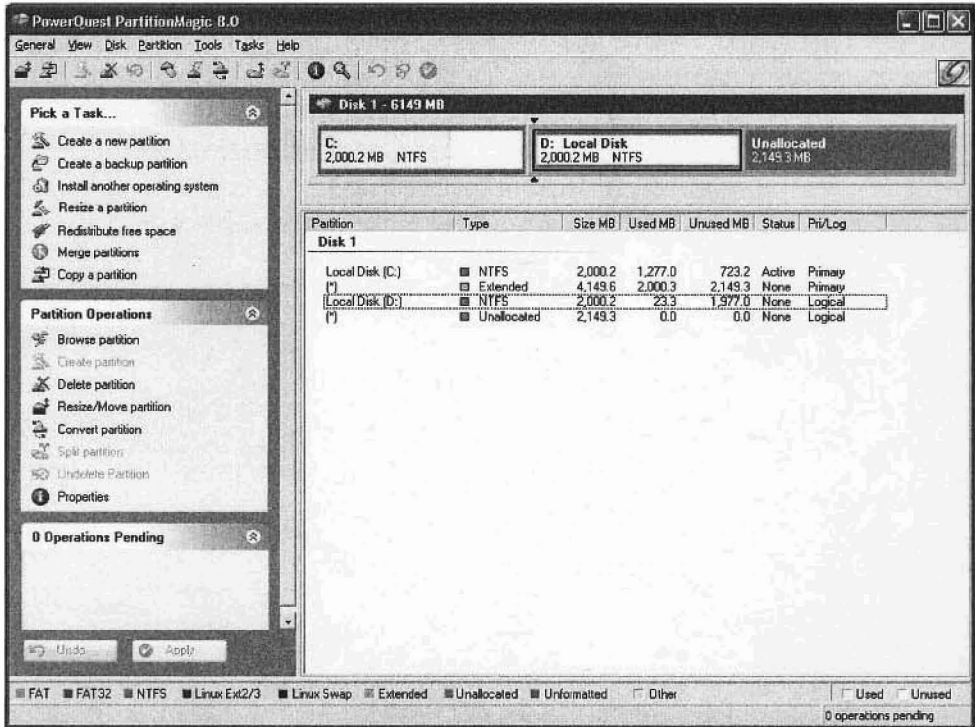 PowerQuest PartitionMagic 8.0
General View Disk Partition Tools Tasks Help
Pick a Task...
Create a new partition
Create a backup partition
Install another operating system
Resize a partition
Redistribute free space
Merge partitions
Copy a partition
Partition Operations
Browse partition
Create partition
Delete partition
Resize/Move partition
Convert partition
Split partition
Undelete Partition
Properties
0 Operations Pending
Undo Apply
Disk 1 - 6149 MB
C:
2,000.2 MB NTFS
D: Local Disk
2,000.2 MB NTFS
Unallocated
2,149.3 MB
Partition Type Size MB Used MB Unused MB Status Pri/Log
Disk 1
Local Disk (C:) NTFS 2,000.2 1,277.0 723.2 Active Primary
(*) Extended 4,149.6 2,000.3 2,149.3 None Primary
Local Disk (D:) NTFS 2,000.2 23.3 1,977.0 None Logical
(*) Unallocated 2,149.3 0.0 0.0 None Logical
FAT FAT32 NTFS Linux Ext2/3 Linux Swap Extended Unallocated Unformatted Other Used Unused
0 operations pending